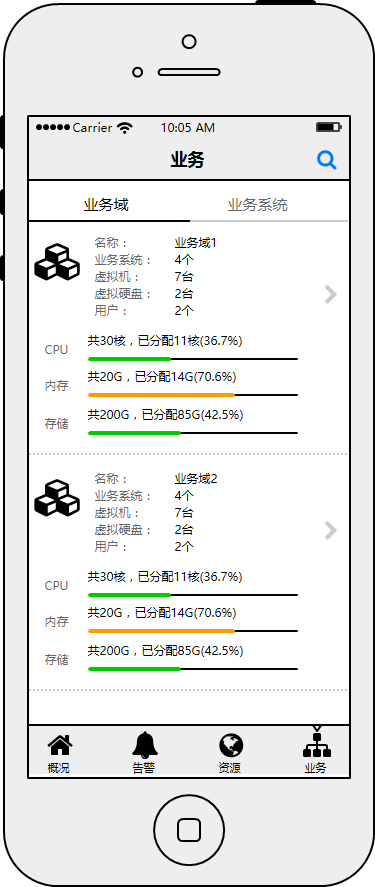 Carrier 10:05 AM
业务
业务域 业务系统
名称： 业务域1
业务系统： 4个
虚拟机： 7台
虚拟硬盘： 2台
用户： 2个
CPU 共30核，已分配11核(36.7%)
内存 共20G，已分配14G(70.6%)
存储 共200G，已分配85G(42.5%)
名称： 业务域2
业务系统： 4个
虚拟机： 7台
虚拟硬盘： 2台
用户： 2个
CPU 共30核，已分配11核(36.7%)
内存 共20G，已分配14G(70.6%)
存储 共200G，已分配85G(42.5%)
概况 告警 资源 业务